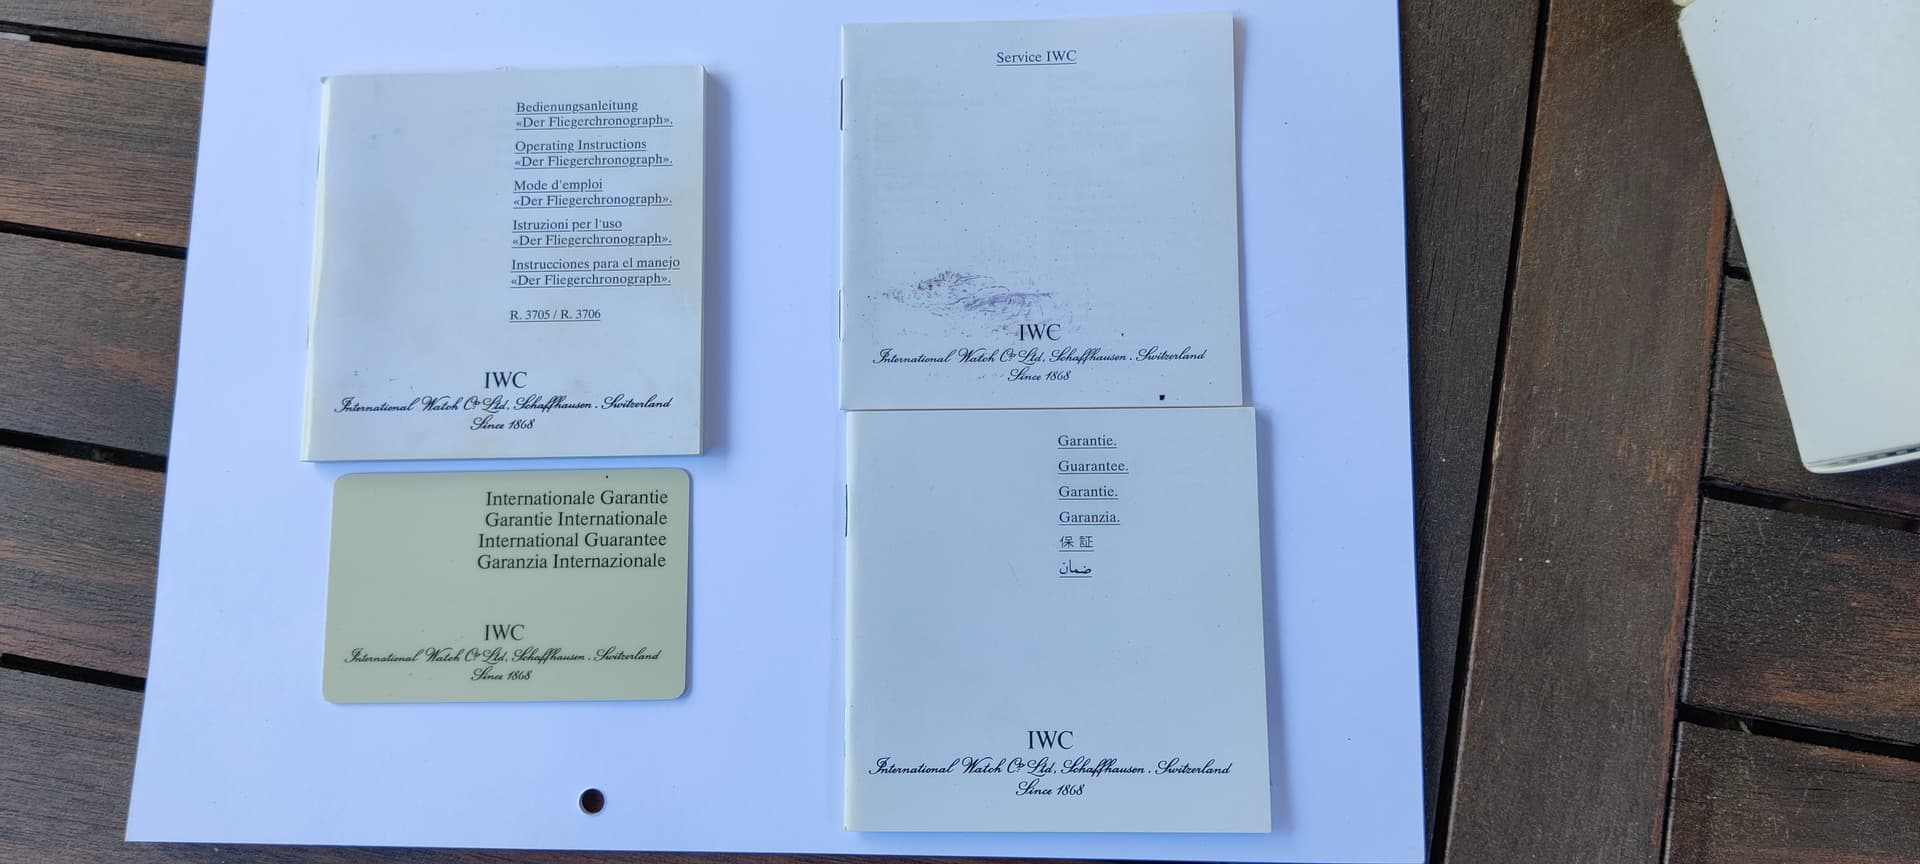 Bedienungsanleitung
«Der Fliegerchronograph».
Operating Instructions
«Der Fliegerchronograph».
Mode d'emploi
«Der Fliegerchronograph».
Istruzioni per l'uso
«Der Fliegerchronograph».
Instrucciones para el manejo
«Der Fliegerchronograph».
R. 3705 / R. 3706
IWC
International Watch Co. Ltd, Schaffhausen . Switzerland
Since 1868
Internationale Garantie
Garantie Internationale
International Guarantee
Garanzia Internazionale
IWC
International Watch Co. Ltd, Schaffhausen . Switzerland
Since 1868
Service IWC
IWC
International Watch Co. Ltd, Schaffhausen . Switzerland
Since 1868
Garantie.
Guarantee.
Garantie.
Garanzia.
保証
ضمان
IWC
International Watch Co. Ltd, Schaffhausen . Switzerland
Since 1868